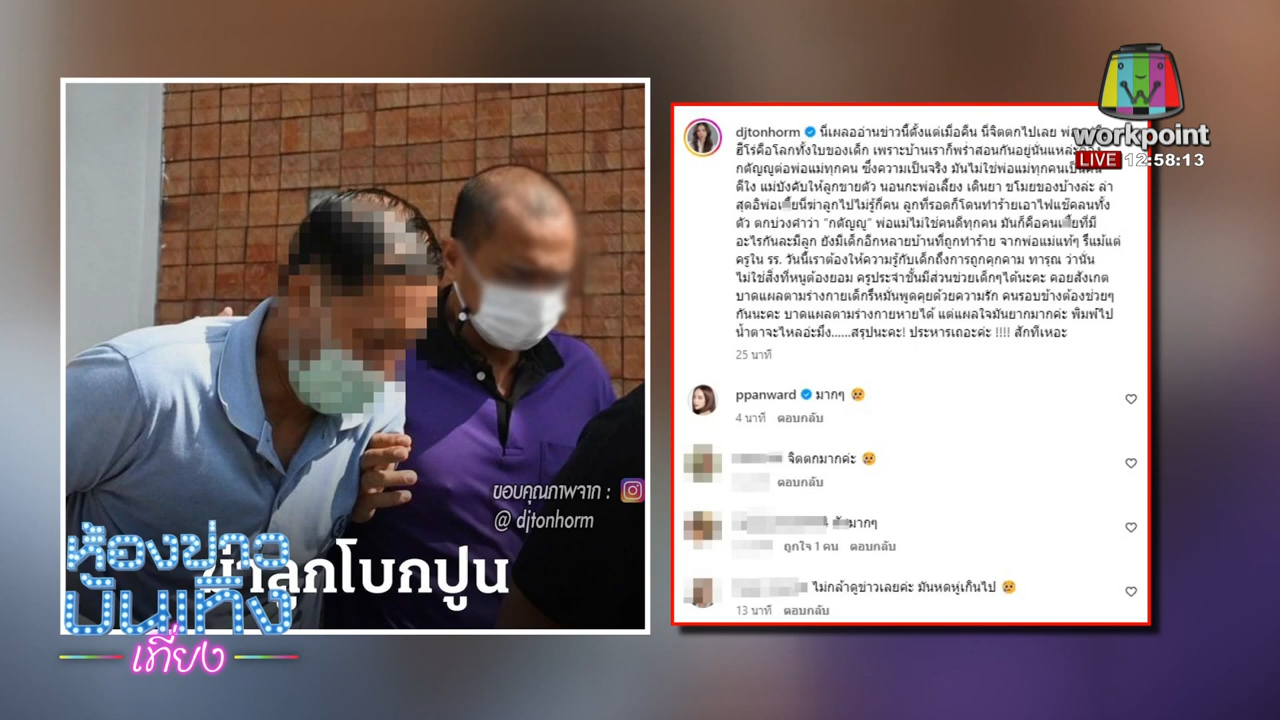 workpoint
LIVE 12:58:13
djtonhorm นี่เผลออ่านข่าวนี้ตั้งแต่เมื่อคืน นี่จิตตกไปเลย
ฮีโร่คือโลกทั้งใบของเด็ก เพราะบ้านเราก็พร่ำสอนกันอยู่นั่นแหละ
กตัญญูต่อพ่อแม่ทุกคน ซึ่งความเป็นจริง มันไม่ใช่พ่อแม่ทุกคนเป็นคน
ดีไง แม่บังคับให้ลูกขายตัว นอนกะพ่อเลี้ยง เดินยา ขโมยของบ้างล่ะ ล่า
สุดอิพ่อ นี่ฆ่าลูกไปไม่รู้กี่คน ลูกที่รอดก็โดนทำร้ายเอาไฟแช๊คลนทั้ง
ตัว ตกบ่วงคำว่า “กตัญญู” พ่อแม่ไม่ใช่คนดีทุกคน มันก็คือคน ที่มี
อะไรกันละมีลูก ยังมีเด็กอีกหลายบ้านที่ถูกทำร้าย จากพ่อแม่แท้ๆ รึแม้แต่
ครูใน รร. วันนี้เราต้องให้ความรู้กับเด็กถึงการถูกคุกคาม ทารุณ ว่านั่น
ไม่ใช่สิ่งที่หนูต้องยอม ครูประจำชั้นมีส่วนช่วยเด็กๆได้นะคะ คอยสังเกต
บาดแผลตามร่างกายเด็กรึหมั่นพูดคุยด้วยความรัก คนรอบข้างต้องช่วยๆ
กันนะคะ บาดแผลตามร่างกายหายได้ แต่แผลใจมันยากมากค่ะ พิมพ์ไป
น้ำตาจะไหลอ่ะมึง......สรุปนะคะ! ประหารเถอะค่ะ !!!! สักที่เหอะ
25 นาที
ppanward มากๆ 😢
4 นาที ตอบกลับ
จิตตกมากค่ะ 😢
ตอบกลับ
มากๆ
ถูกใจ 1 คน ตอบกลับ
ไม่กล้าดูข่าวเลยค่ะ มันหดหู่เกินไป 😢
13 นาที ตอบกลับ
ขอบคุณภาพจาก :
@ djtonhorm
ฆ่าลูกโบกปูน
ห้องข่าว
บันเทิง
เที่ยง